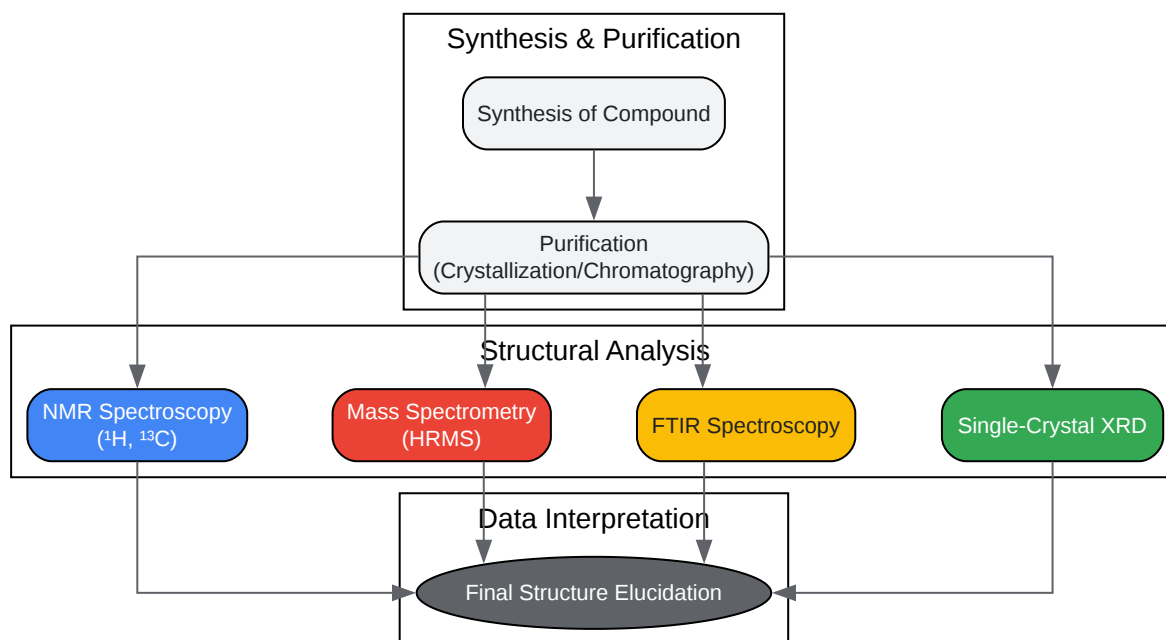 Synthesis & Purification
Synthesis of Compound
Purification
(Crystallization/Chromatography)
Structural Analysis
NMR Spectroscopy
(¹H, ¹³C)
Mass Spectrometry
(HRMS)
FTIR Spectroscopy
Single-Crystal XRD
Data Interpretation
Final Structure Elucidation